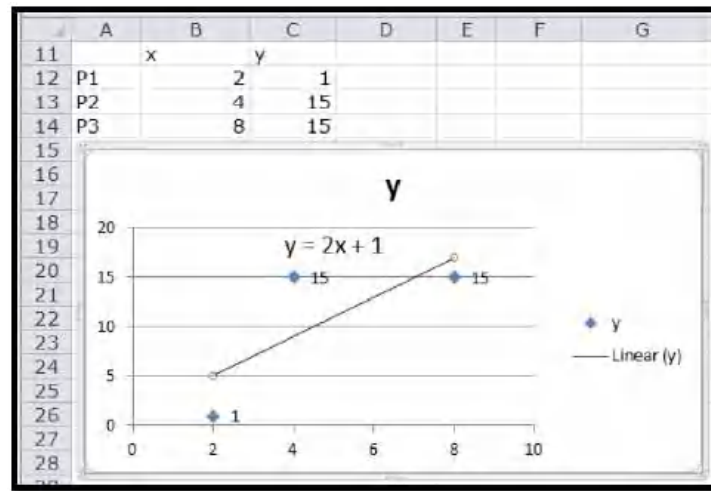 A B C D E F G
11 x y
12 P1 2 1
13 P2 4 15
14 P3 8 15
15
16
17
18
19
20
21
22
23
24
25
26
27
28
y
20
y = 2x + 1
15 15 15
10
5
0 1
0 2 4 6 8 10
y
Linear (y)